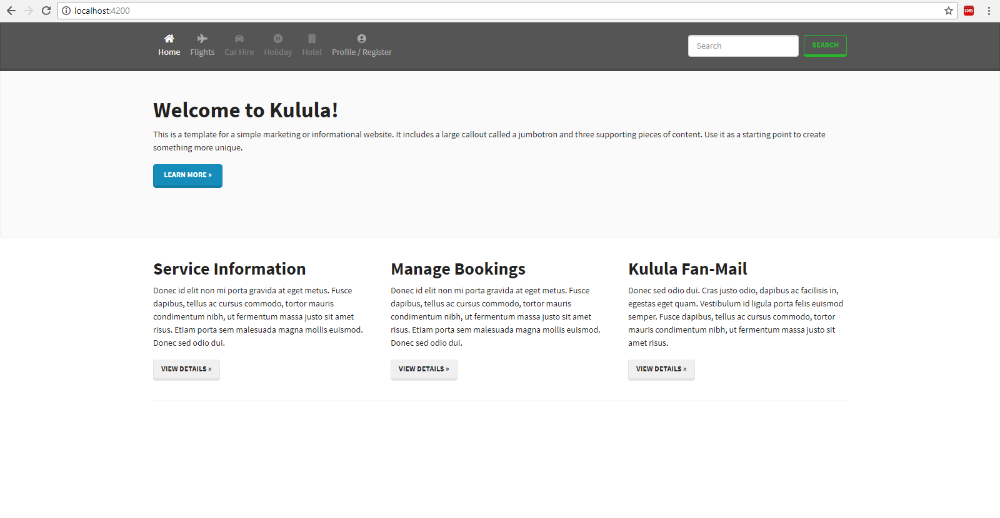 localhost:4200
CORS
Home Flights Car Hire Holiday Hotel Profile / Register Search SEARCH
Welcome to Kulula!
This is a template for a simple marketing or informational website. It includes a large callout called a jumbotron and three supporting pieces of content. Use it as a starting point to create
something more unique.
LEARN MORE »
Service Information
Donec id elit non mi porta gravida at eget metus. Fusce
dapibus, tellus ac cursus commodo, tortor mauris
condimentum nibh, ut fermentum massa justo sit amet
risus. Etiam porta sem malesuada magna mollis euismod.
Donec sed odio dui.
VIEW DETAILS »
Manage Bookings
Donec id elit non mi porta gravida at eget metus. Fusce
dapibus, tellus ac cursus commodo, tortor mauris
condimentum nibh, ut fermentum massa justo sit amet
risus. Etiam porta sem malesuada magna mollis euismod.
Donec sed odio dui.
VIEW DETAILS »
Kulula Fan-Mail
Donec sed odio dui. Cras justo odio, dapibus ac facilisis in,
egestas eget quam. Vestibulum id ligula porta felis euismod
semper. Fusce dapibus, tellus ac cursus commodo, tortor
mauris condimentum nibh, ut fermentum massa justo sit
amet risus.
VIEW DETAILS »